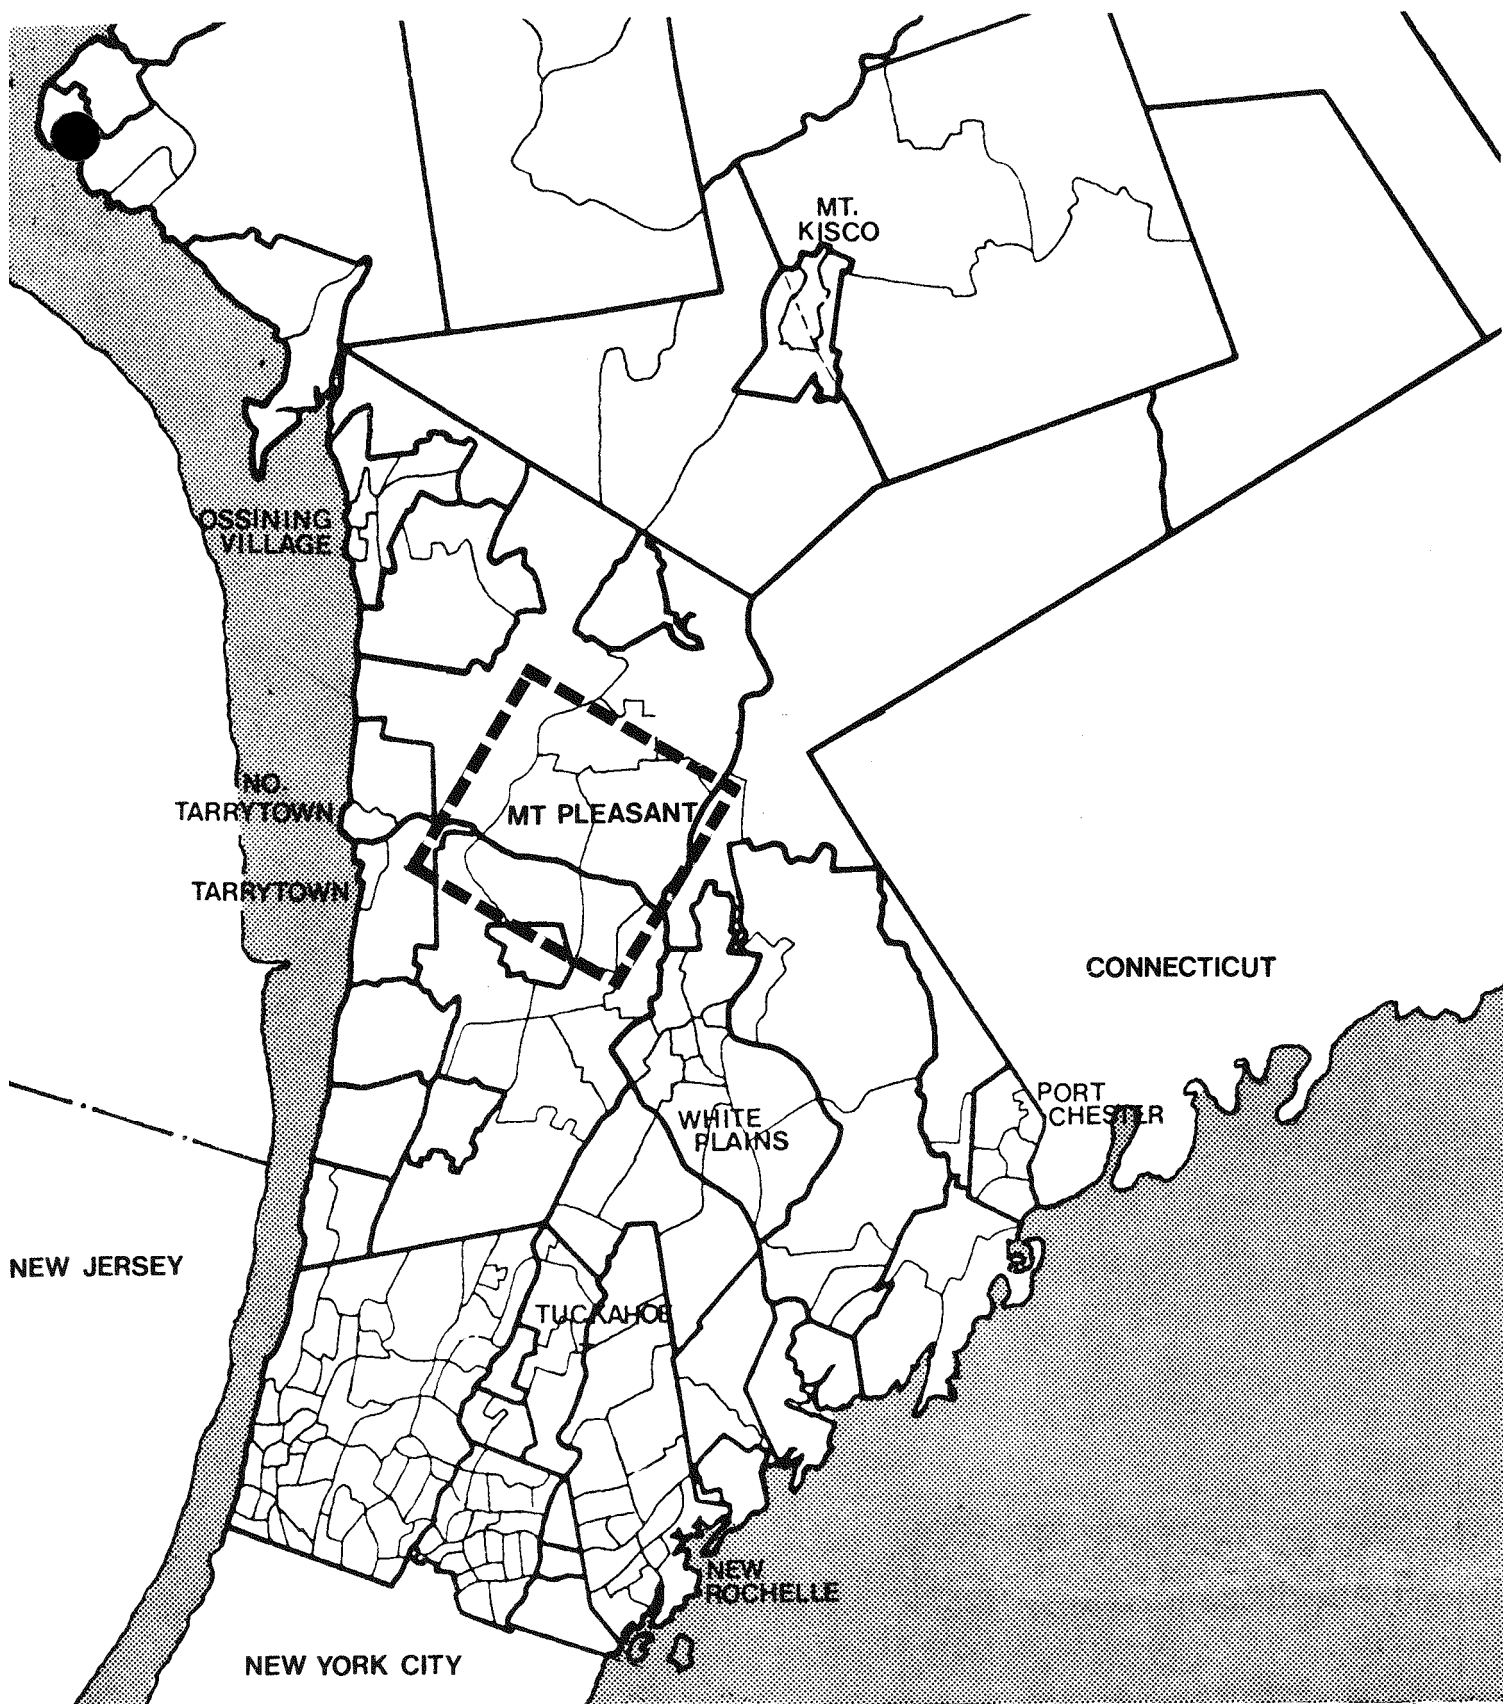 MT.
KISCO
OSSINING
VILLAGE
NO.
TARRYTOWN
MT PLEASANT
TARRYTOWN
CONNECTICUT
PORT
CHESTER
WHITE
PLAINS
NEW JERSEY
TUCKAHOE
NEW
ROCHELLE
NEW YORK CITY